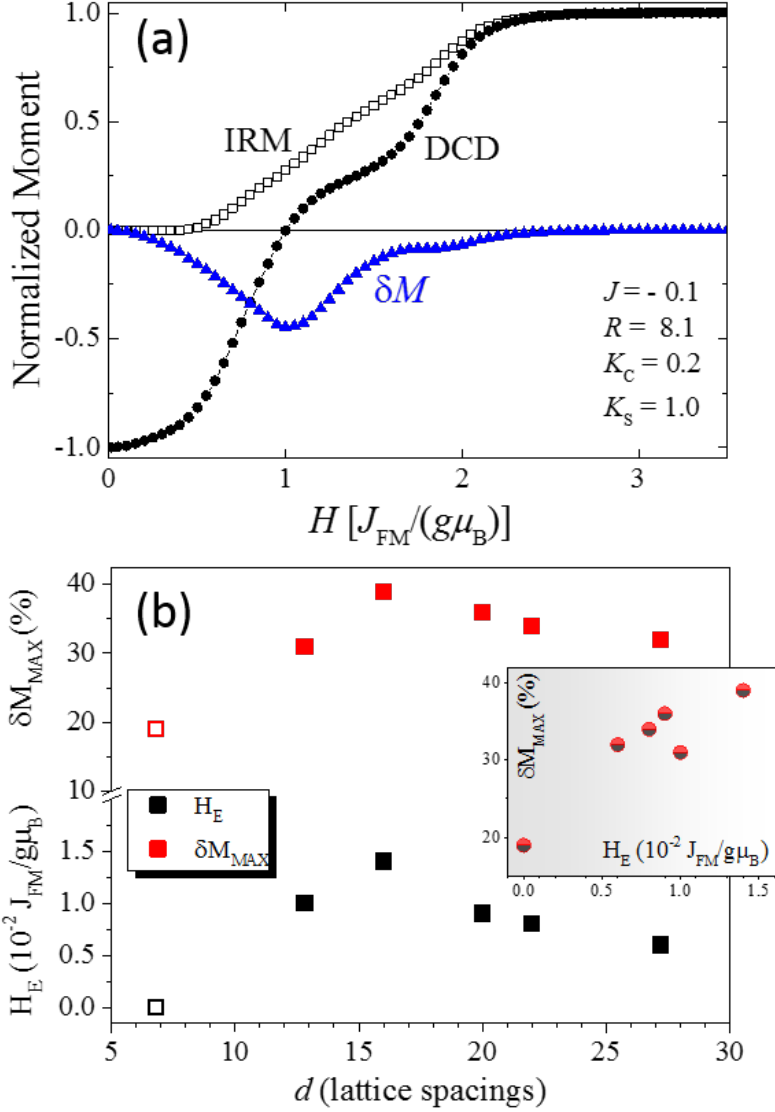 (a)
1.0
0.5
0.0
-0.5
-1.0
Normalized Moment
IRM
DCD
δM
J = - 0.1
R = 8.1
K_C = 0.2
K_S = 1.0
0 1 2 3
H [J_FM/(gμ_B)]
(b)
40
30
20
10
δM_MAX (%)
H_E
δM_MAX
1.5
1.0
0.5
0.0
H_E (10^-2 J_FM/gμ_B)
40
30
20
δM_MAX (%)
H_E (10^-2 J_FM/gμ_B)
0.0 0.5 1.0 1.5
5 10 15 20 25 30
d (lattice spacings)